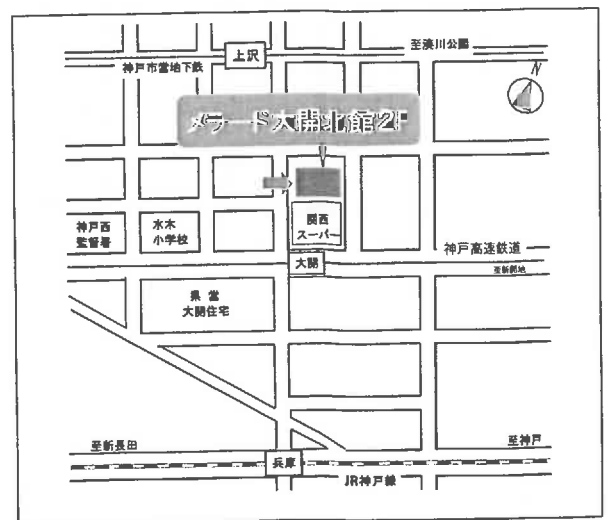 至湊川公園
上沢
神戸市営地下鉄
N
メラード大開北館2F
関西
スーパー
神戸西
監督署
水木
小学校
神戸高速鉄道
大開
至新開地
県営
大開住宅
至新長田
至神戸
兵庫
JR神戸線